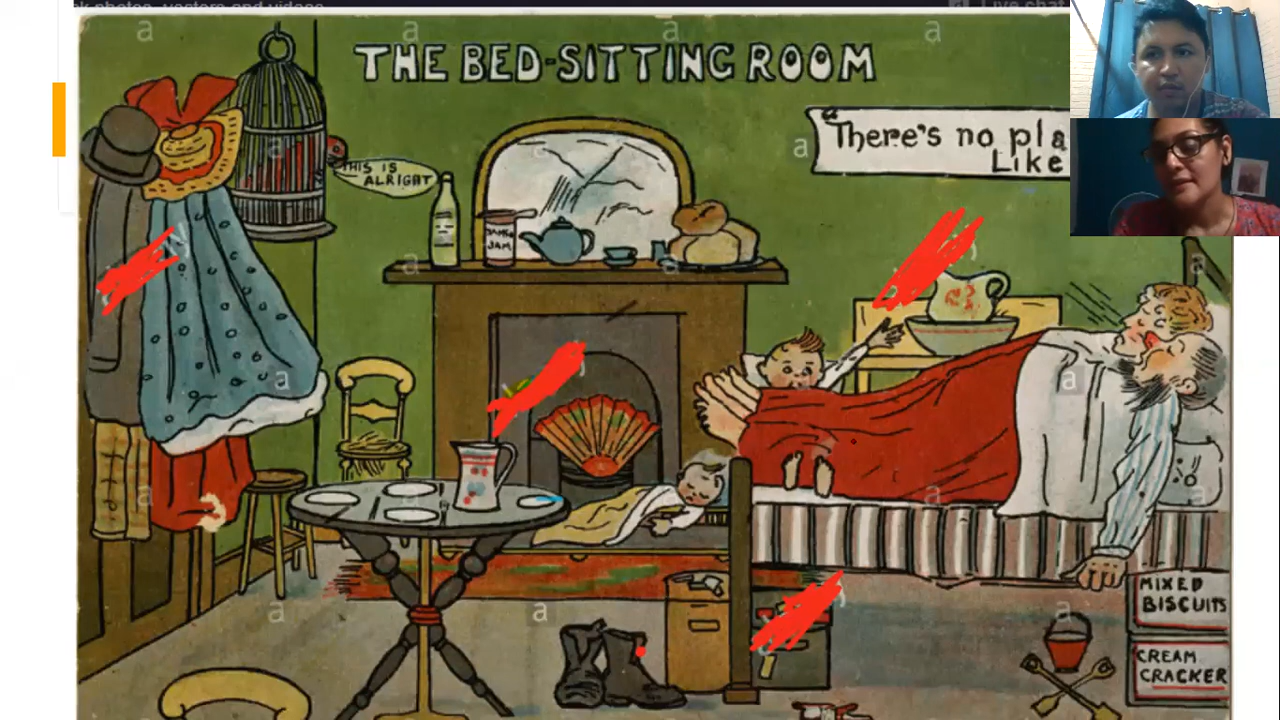 THE BED-SITTING ROOM
"There's no pla
Like
THIS IS
ALRIGHT
JAM
MIXED
BISCUITS
CREAM
CRACKER